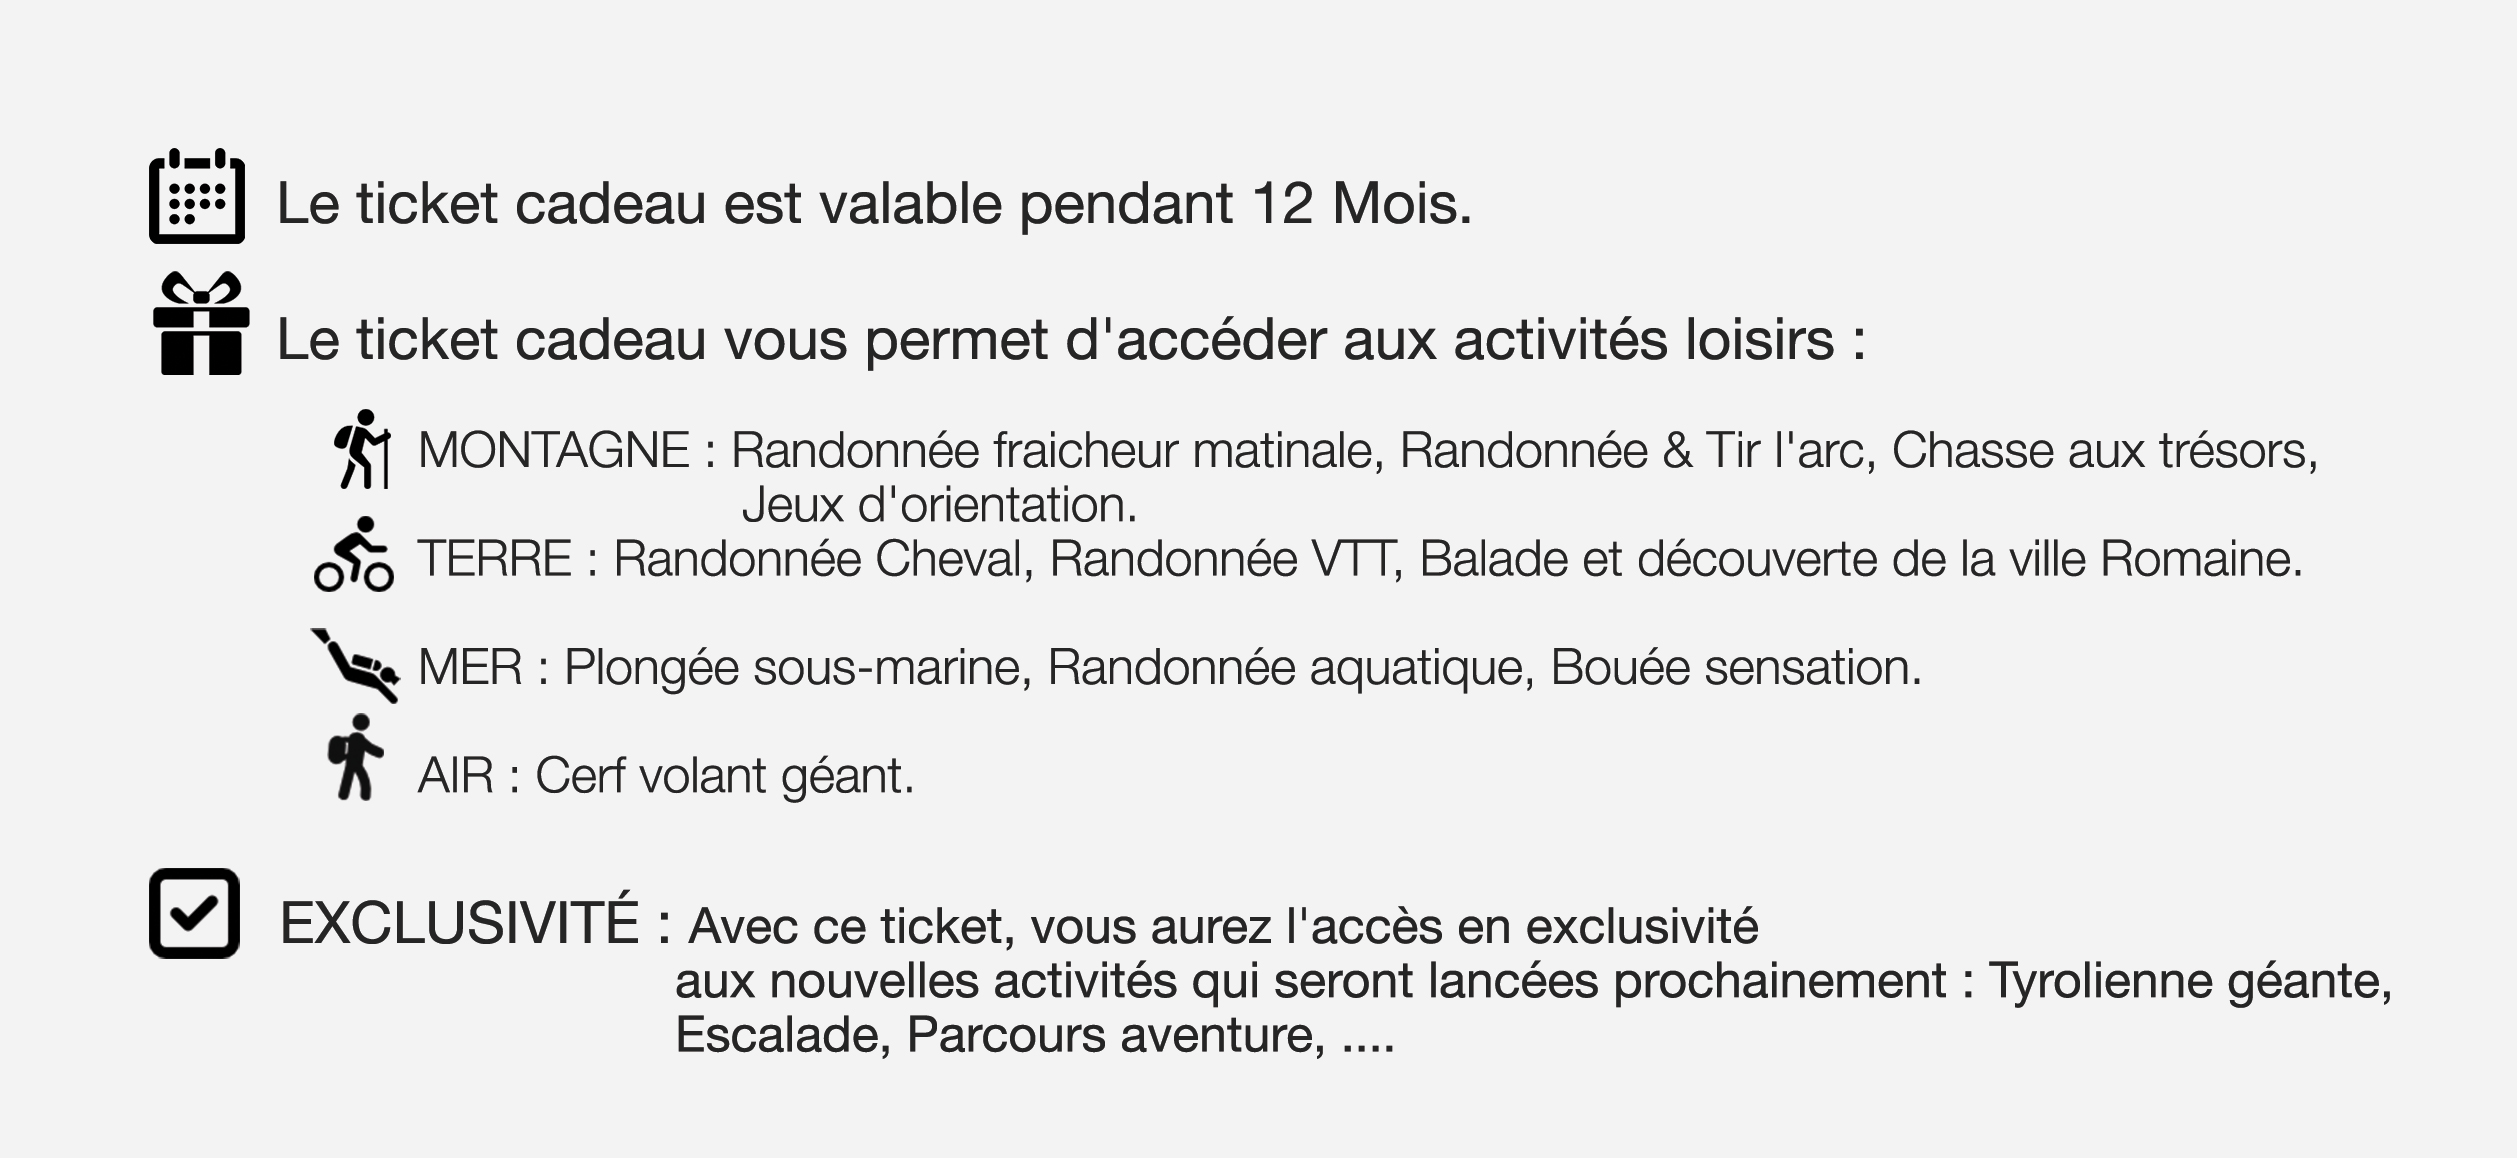 Le ticket cadeau est valable pendant 12 Mois.
Le ticket cadeau vous permet d'accéder aux activités loisirs :
MONTAGNE : Randonnée fraicheur matinale, Randonnée & Tir l'arc, Chasse aux trésors,
Jeux d'orientation.
TERRE : Randonnée Cheval, Randonnée VTT, Balade et découverte de la ville Romaine.
MER : Plongée sous-marine, Randonnée aquatique, Bouée sensation.
AIR : Cerf volant géant.
EXCLUSIVITÉ : Avec ce ticket, vous aurez l'accès en exclusivité
aux nouvelles activités qui seront lancées prochainement : Tyrolienne géante,
Escalade, Parcours aventure, ....